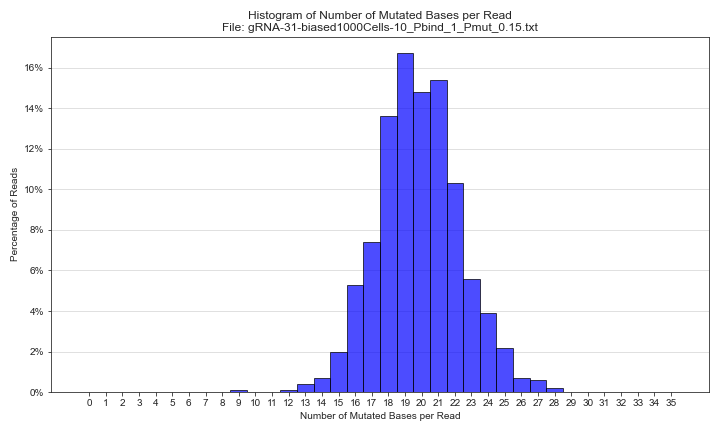 Histogram of Number of Mutated Bases per Read
File: gRNA-31-biased1000Cells-10_Pbind_1_Pmut_0.15.txt
16%
14%
12%
10%
8%
6%
4%
2%
0%
Percentage of Reads
0 1 2 3 4 5 6 7 8 9 10 11 12 13 14 15 16 17 18 19 20 21 22 23 24 25 26 27 28 29 30 31 32 33 34 35
Number of Mutated Bases per Read